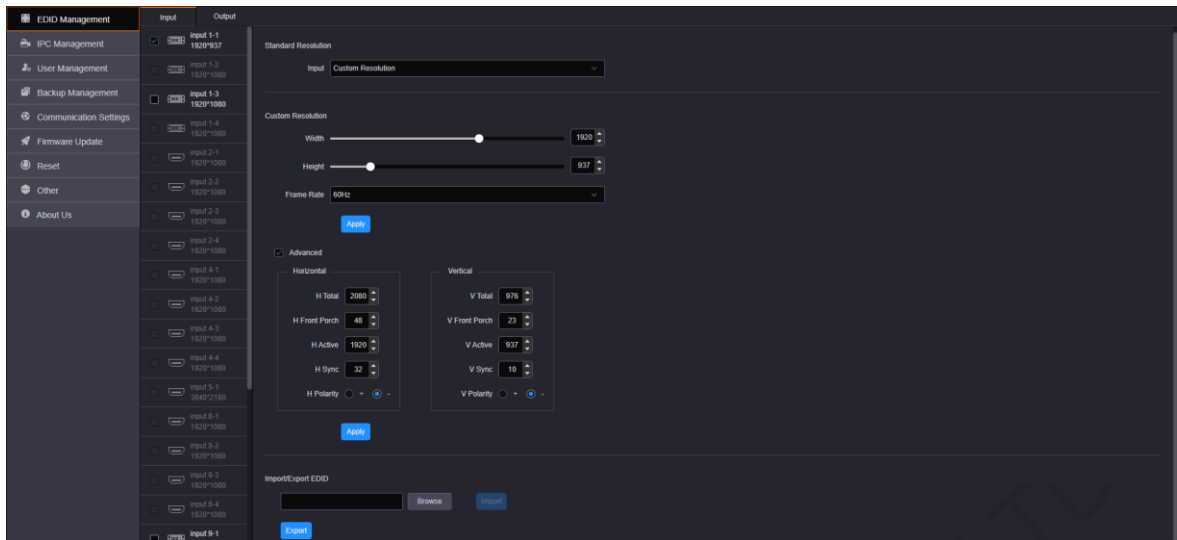 EDID Management
IPC Management
User Management
Backup Management
Communication Settings
Firmware Update
Reset
Other
About Us
Input Output
input 1-1
1920*937
input 1-2
1920*1080
input 1-3
1920*1080
input 1-4
1920*1080
input 2-1
1920*1080
input 2-2
1920*1080
input 2-3
1920*1080
input 2-4
1920*1080
input 4-1
1920*1080
input 4-2
1920*1080
input 4-3
1920*1080
input 4-4
1920*1080
input 5-1
3840*2160
input 8-1
1920*1080
input 8-2
1920*1080
input 8-3
1920*1080
input 8-4
1920*1080
input 9-1
Standard Resolution
Input Custom Resolution
Custom Resolution
Width 1920
Height 937
Frame Rate 60Hz
Apply
Advanced
Horizontal
H Total 2080
H Front Porch 48
H Active 1920
H Sync 32
H Polarity + -
Vertical
V Total 976
V Front Porch 23
V Active 937
V Sync 10
V Polarity + -
Apply
Import/Export EDID
Browse Import
Export